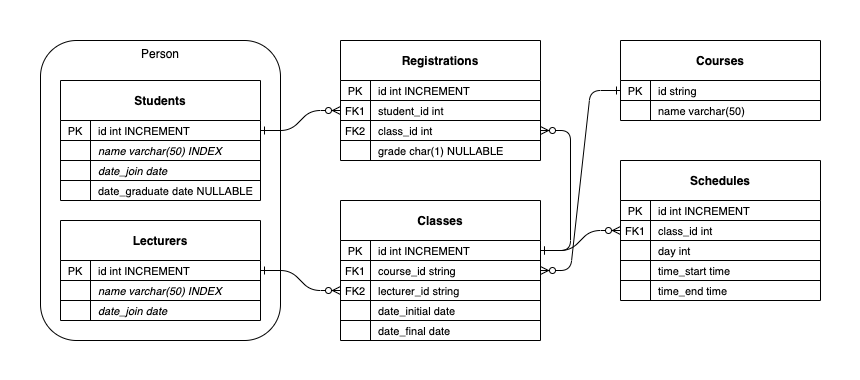 Person
Students
PK id int INCREMENT
name varchar(50) INDEX
date_join date
date_graduate date NULLABLE
Lecturers
PK id int INCREMENT
name varchar(50) INDEX
date_join date
Registrations
PK id int INCREMENT
FK1 student_id int
FK2 class_id int
grade char(1) NULLABLE
Classes
PK id int INCREMENT
FK1 course_id string
FK2 lecturer_id string
date_initial date
date_final date
Courses
PK id string
name varchar(50)
Schedules
PK id int INCREMENT
FK1 class_id int
day int
time_start time
time_end time